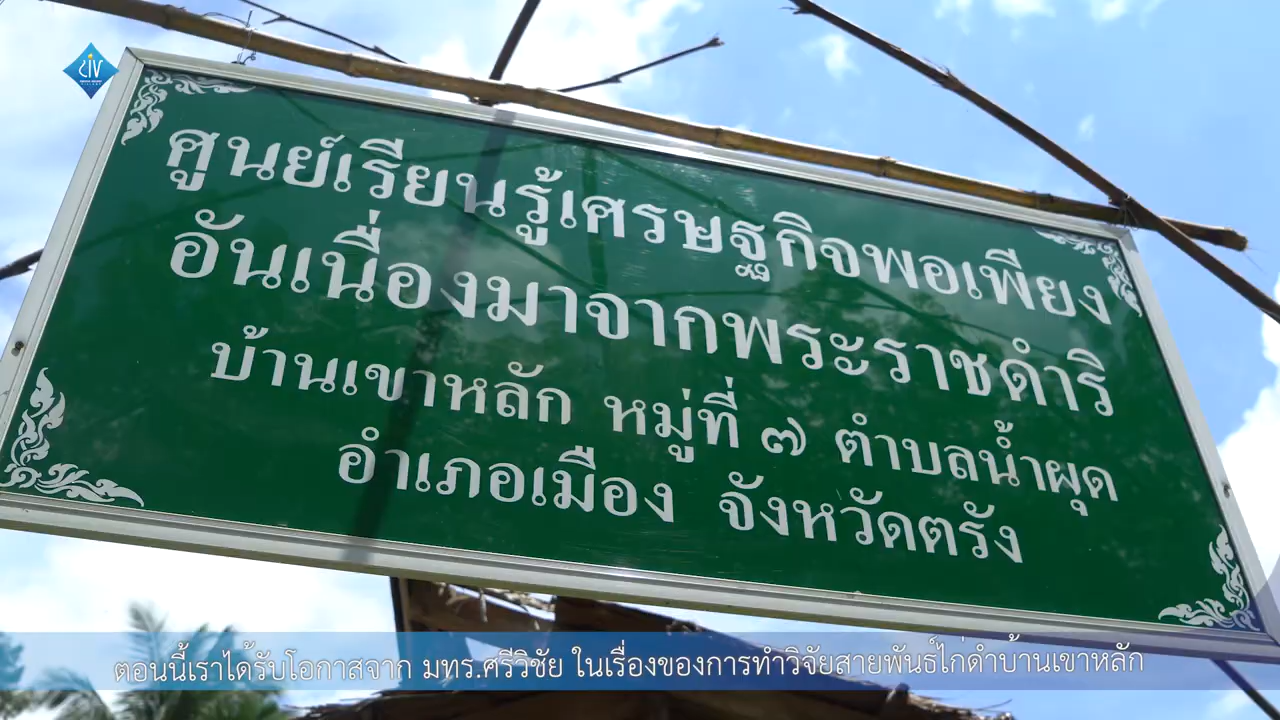 ศูนย์เรียนรู้เศรษฐกิจพอเพียง
อันเนื่องมาจากพระราชดำริ
บ้านเขาหลัก หมู่ที่ ๗ ตำบลน้ำผุด
อำเภอเมือง จังหวัดตรัง
ตอนนี้เราได้รับโอกาสจาก มทร.ศรีวิชัย ในเรื่องของการทำวิจัยสายพันธ์ไก่ดำบ้านเขาหลัก